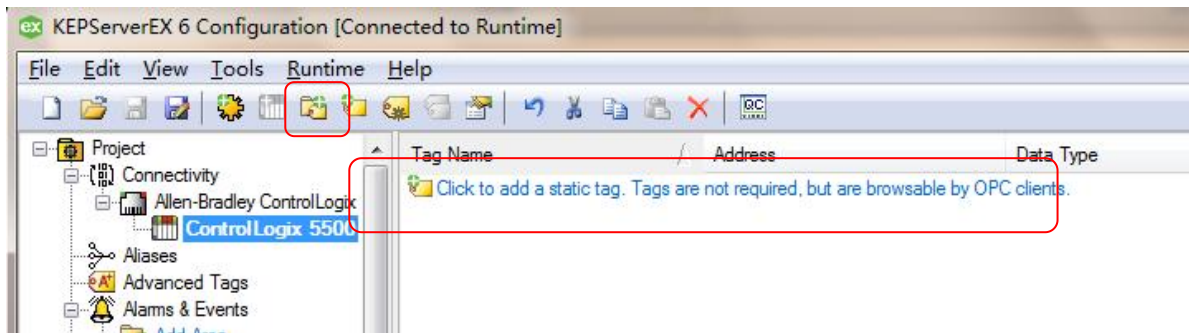 KEPServerEX 6 Configuration [Connected to Runtime]
File Edit View Tools Runtime Help
Project
Connectivity
Allen-Bradley ControlLogix
ControlLogix 5500
Aliases
Advanced Tags
Alarms & Events
Add Area
Tag Name Address Data Type
Click to add a static tag. Tags are not required, but are browsable by OPC clients.